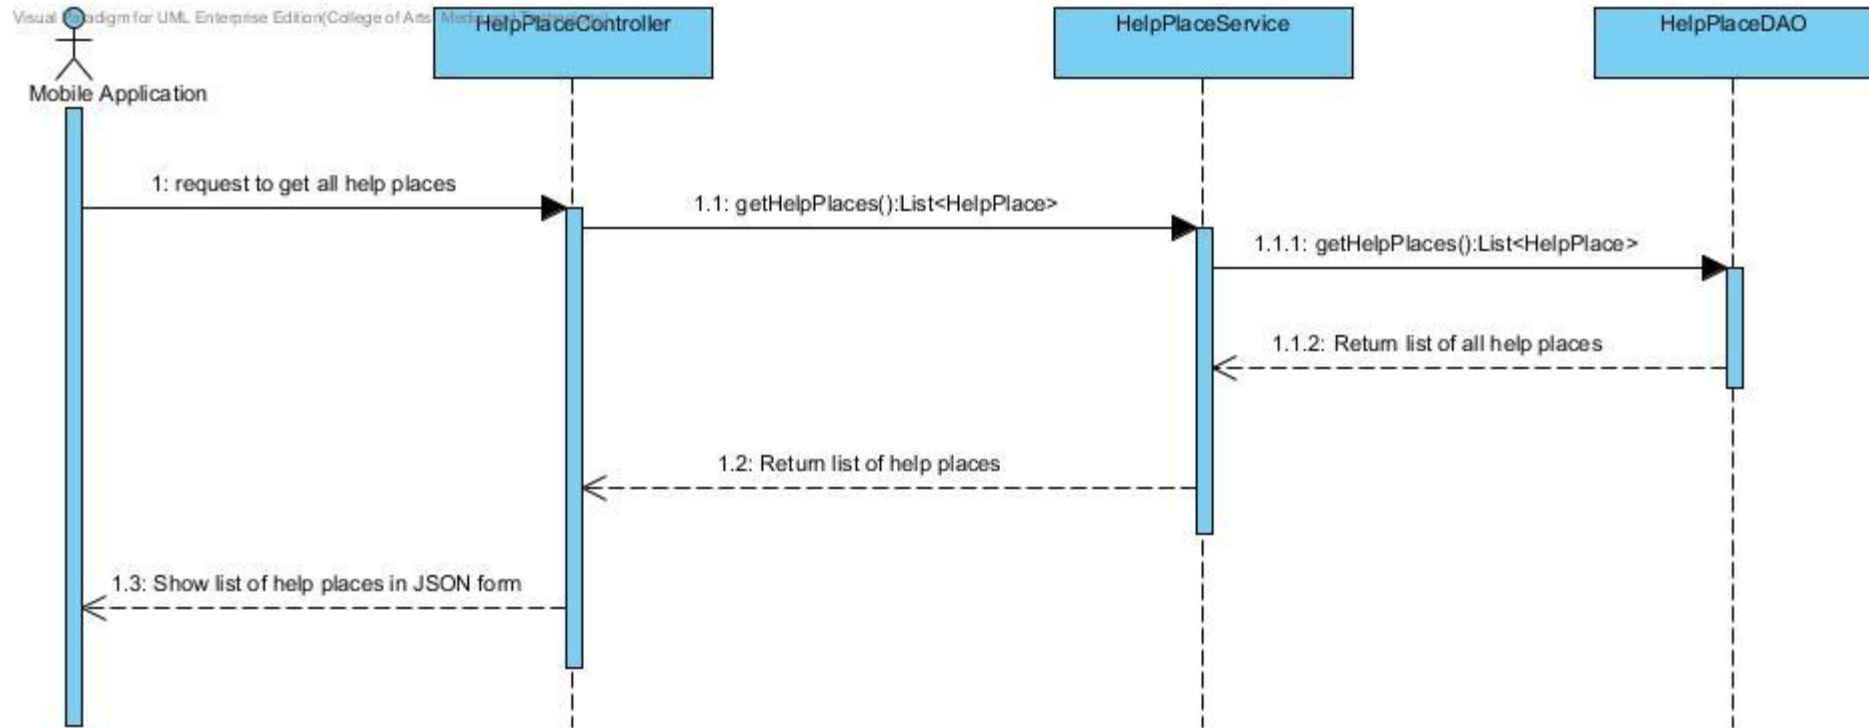 Visual Paradigm for UML Enterprise Edition(College of Arts, Media and Technology)
HelpPlaceController
HelpPlaceService
HelpPlaceDAO
Mobile Application
1: request to get all help places
1.1: getHelpPlaces():List<HelpPlace>
1.1.1: getHelpPlaces():List<HelpPlace>
1.1.2: Return list of all help places
1.2: Return list of help places
1.3: Show list of help places in JSON form